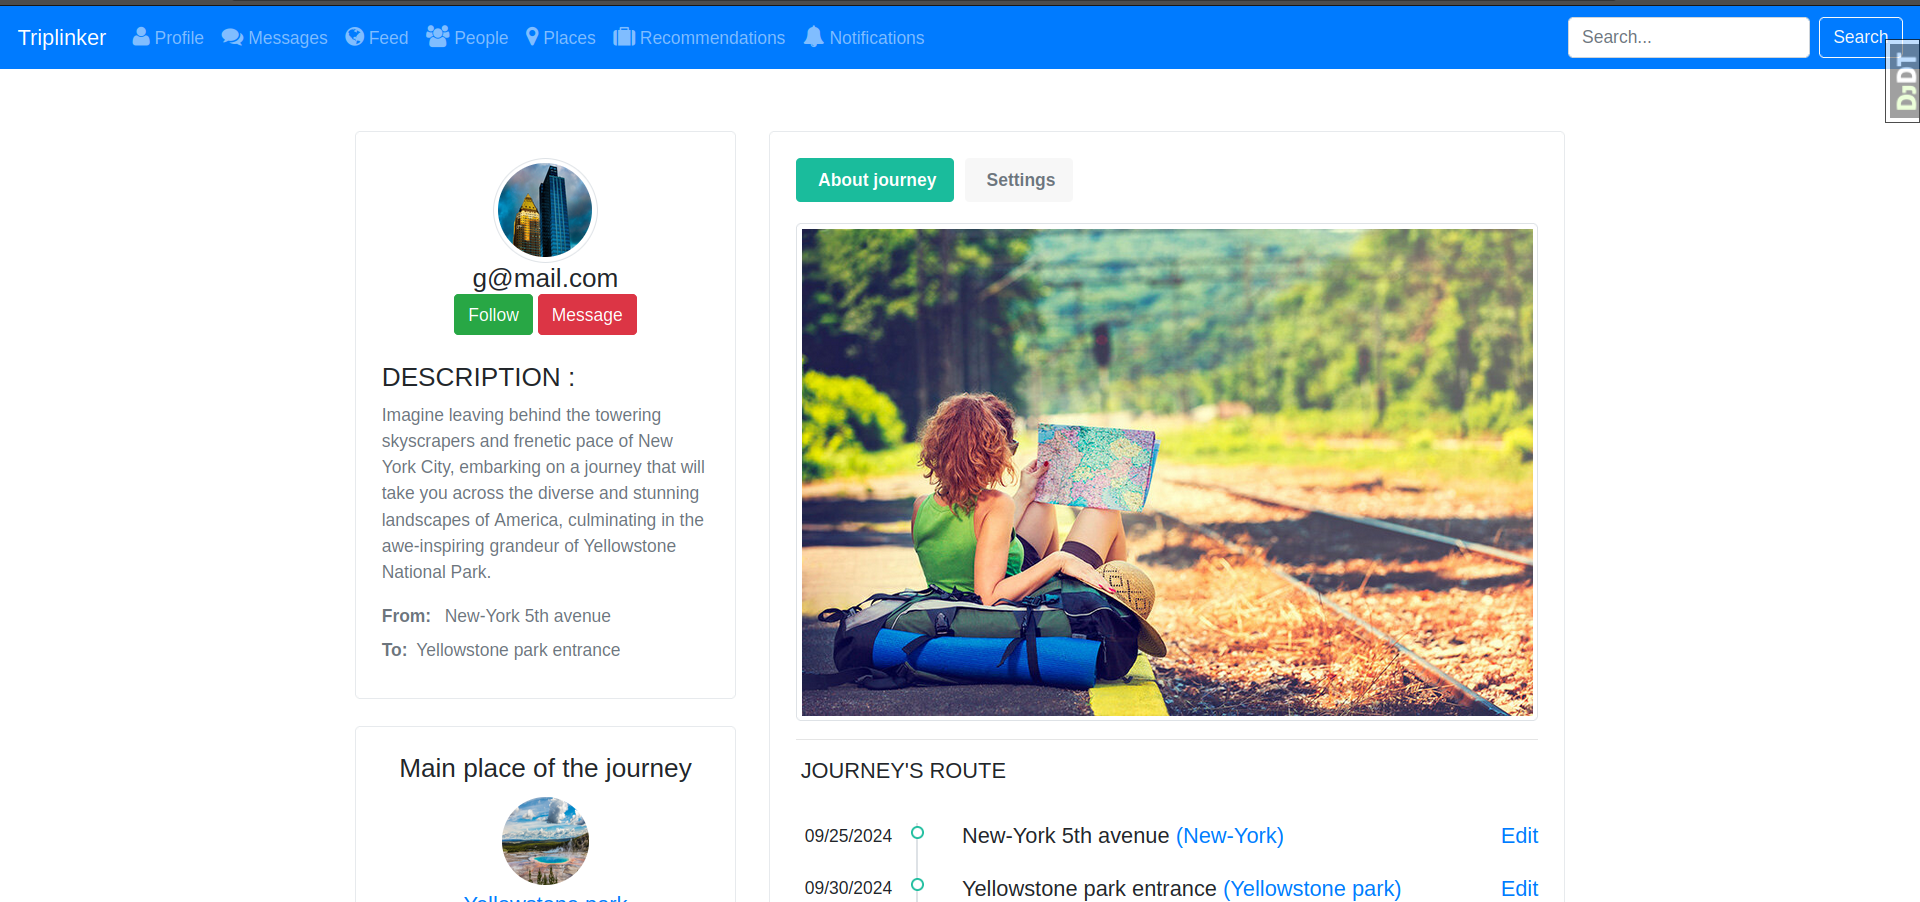 Triplinker Profile Messages Feed People Places Recommendations Notifications Search... Search
DJDT
g@mail.com
Follow Message
DESCRIPTION :
Imagine leaving behind the towering
skyscrapers and frenetic pace of New
York City, embarking on a journey that will
take you across the diverse and stunning
landscapes of America, culminating in the
awe-inspiring grandeur of Yellowstone
National Park.
From: New-York 5th avenue
To: Yellowstone park entrance
Main place of the journey
Yellowstone park
About journey Settings
JOURNEY'S ROUTE
09/25/2024 New-York 5th avenue (New-York) Edit
09/30/2024 Yellowstone park entrance (Yellowstone park) Edit